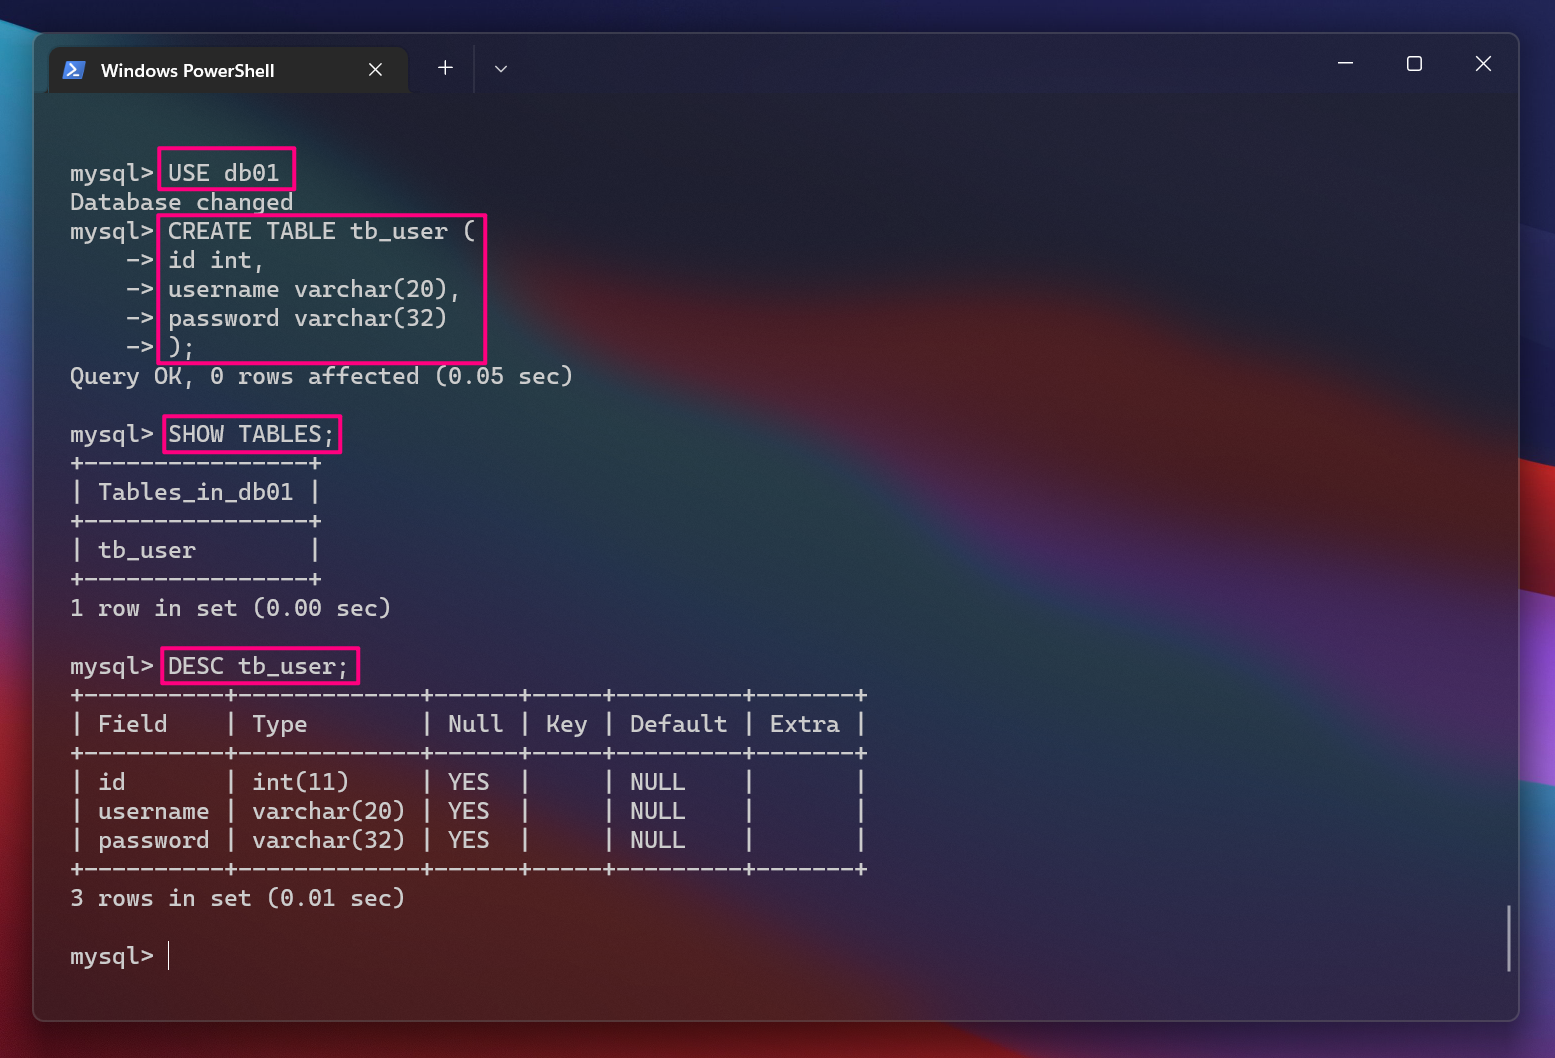 Windows PowerShell
mysql> USE db01
Database changed
mysql> CREATE TABLE tb_user (
    -> id int,
    -> username varchar(20),
    -> password varchar(32)
    -> );
Query OK, 0 rows affected (0.05 sec)

mysql> SHOW TABLES;
+----------------+
| Tables_in_db01 |
+----------------+
| tb_user        |
+----------------+
1 row in set (0.00 sec)

mysql> DESC tb_user;
+----------+-------------+------+-----+---------+-------+
| Field    | Type        | Null | Key | Default | Extra |
+----------+-------------+------+-----+---------+-------+
| id       | int(11)     | YES  |     | NULL    |       |
| username | varchar(20) | YES  |     | NULL    |       |
| password | varchar(32) | YES  |     | NULL    |       |
+----------+-------------+------+-----+---------+-------+
3 rows in set (0.01 sec)

mysql>